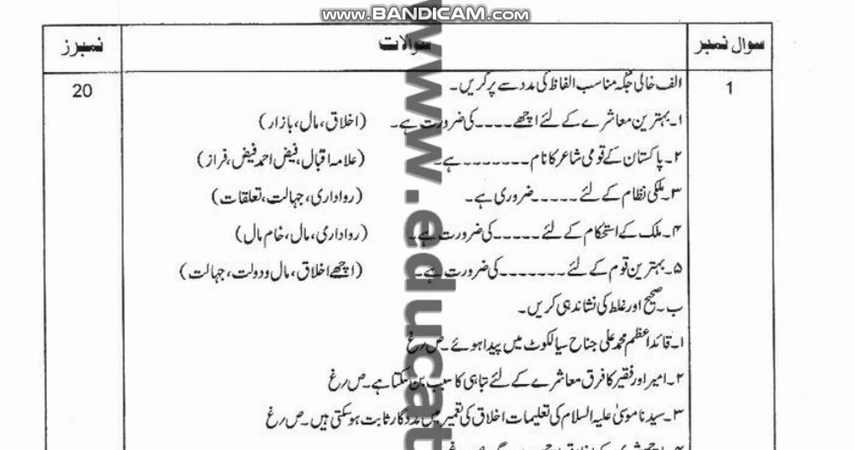 www.BANDICAM.com
سوال نمبر سوالات نمبرز
1 الف خالی جگہ مناسب الفاظ کی مدد سے پر کریں۔ 20
۱۔بہترین معاشرے کے لئے اچھے۔۔۔۔ کی ضرورت ہے۔ (اخلاق، مال، بازار)
۲۔پاکستان کے قومی شاعر کا نام ۔۔۔۔۔۔۔ ہے۔ (علامہ اقبال، فیض احمد فیض، فراز)
۳۔ملکی نظام کے لئے ۔۔۔۔۔ ضروری ہے۔ (رواداری، جہالت، تعلقات)
۴۔ملک کے استحکام کے لئے ۔۔۔۔۔ کی ضرورت ہے۔ (رواداری، مال، خام مال)
۵۔بہترین قوم کے لئے ۔۔۔۔۔۔۔ کی ضرورت ہے۔ (اچھے اخلاق، مال و دولت، جہالت)
ب۔صحیح اور غلط کی نشاندہی کریں۔
۱۔قائد اعظم محمد علی جناح سیالکوٹ میں پیدا ہوئے۔ص رغ
۲۔امیر اور فقیر کا فرق معاشرے کے لئے تباہی کا سبب بن سکتا ہے۔ص رغ
۳۔سیدنا موسیٰ علیہ السلام کی تعلیمات اخلاق کی تعمیر میں مددگار ثابت ہو سکتی ہیں۔ص رغ
www.educat